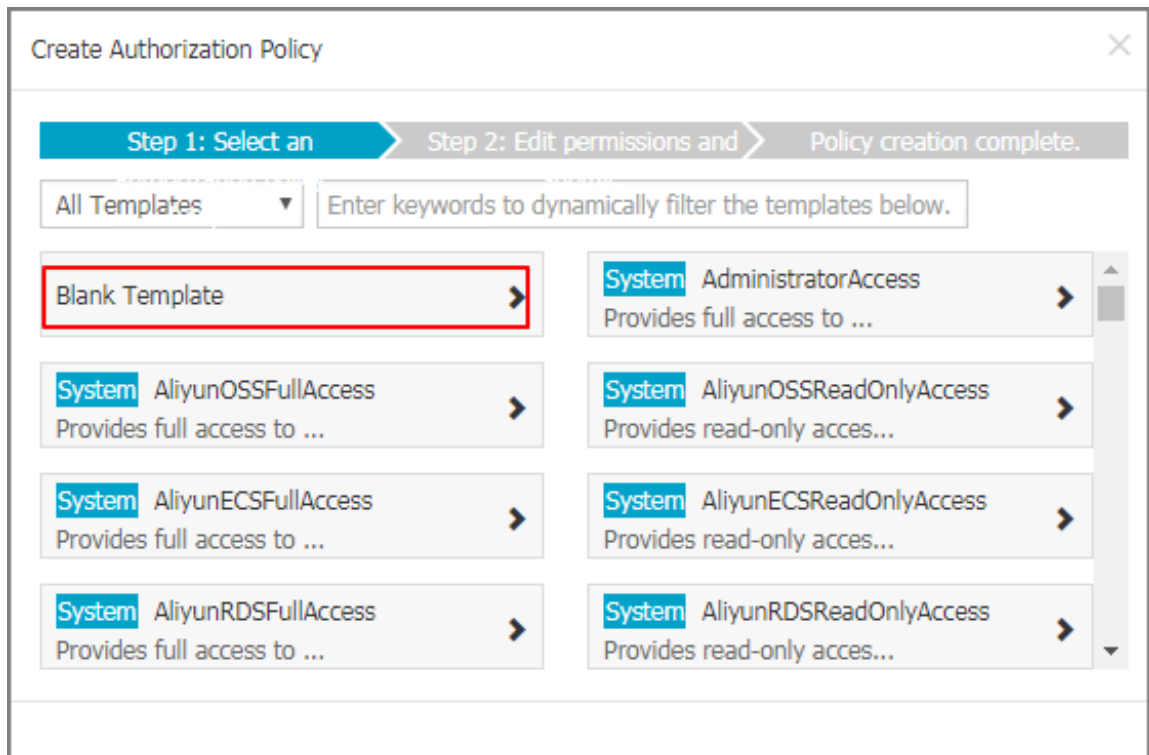 Create Authorization Policy
Step 1: Select an
Step 2: Edit permissions and
Policy creation complete.
All Templates
Enter keywords to dynamically filter the templates below.
Blank Template
System AdministratorAccess
Provides full access to ...
System AliyunOSSFullAccess
Provides full access to ...
System AliyunOSSReadOnlyAccess
Provides read-only acces...
System AliyunECSFullAccess
Provides full access to ...
System AliyunECSReadOnlyAccess
Provides read-only acces...
System AliyunRDSFullAccess
Provides full access to ...
System AliyunRDSReadOnlyAccess
Provides read-only acces...